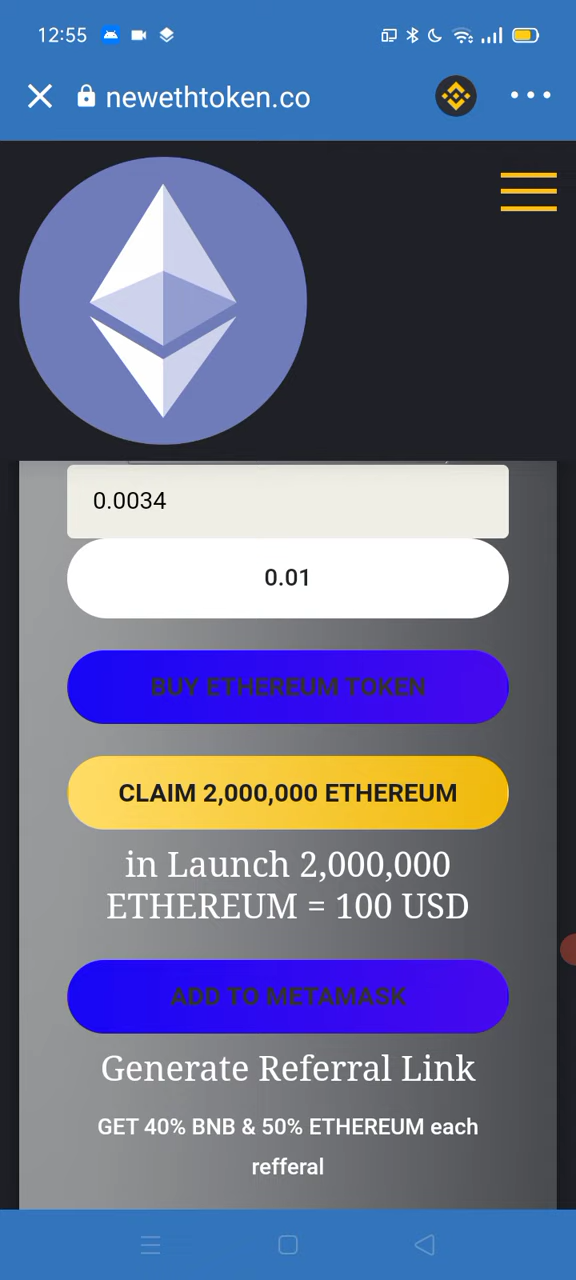 12:55
newethtoken.co
0.0034
0.01
BUY ETHEREUM TOKEN
CLAIM 2,000,000 ETHEREUM
in Launch 2,000,000
ETHEREUM = 100 USD
ADD TO METAMASK
Generate Referral Link
GET 40% BNB & 50% ETHEREUM each
refferal